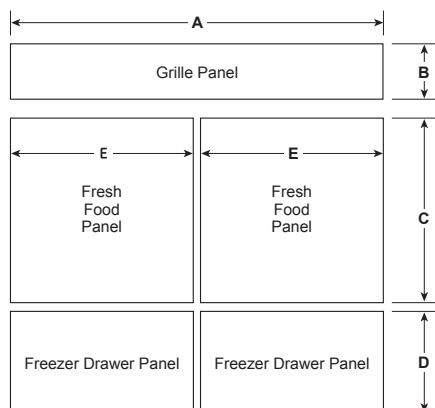 A
Grille Panel
B
E
E
Fresh
Food
Panel
Fresh
Food
Panel
C
Freezer Drawer Panel
Freezer Drawer Panel
D